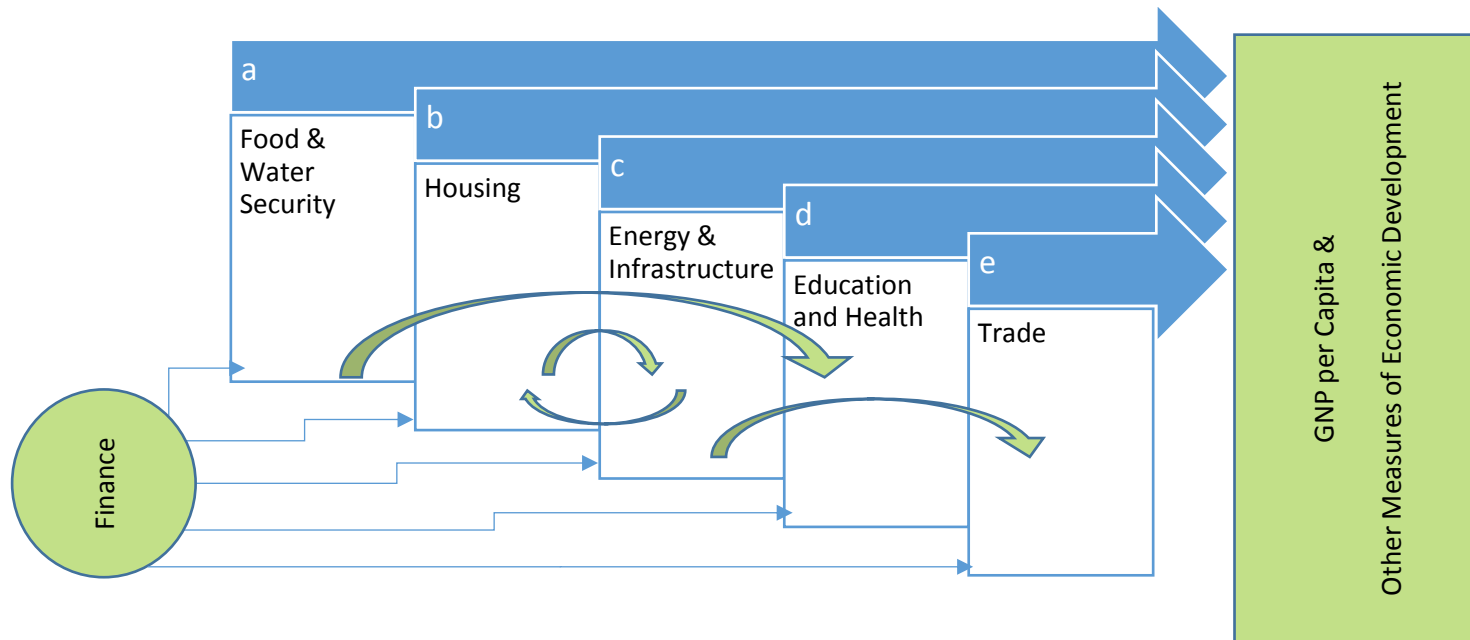 a
Food &
Water
Security
b
Housing
c
Energy &
Infrastructure
d
Education
and Health
e
Trade
Finance
GNP per Capita &
Other Measures of Economic Development